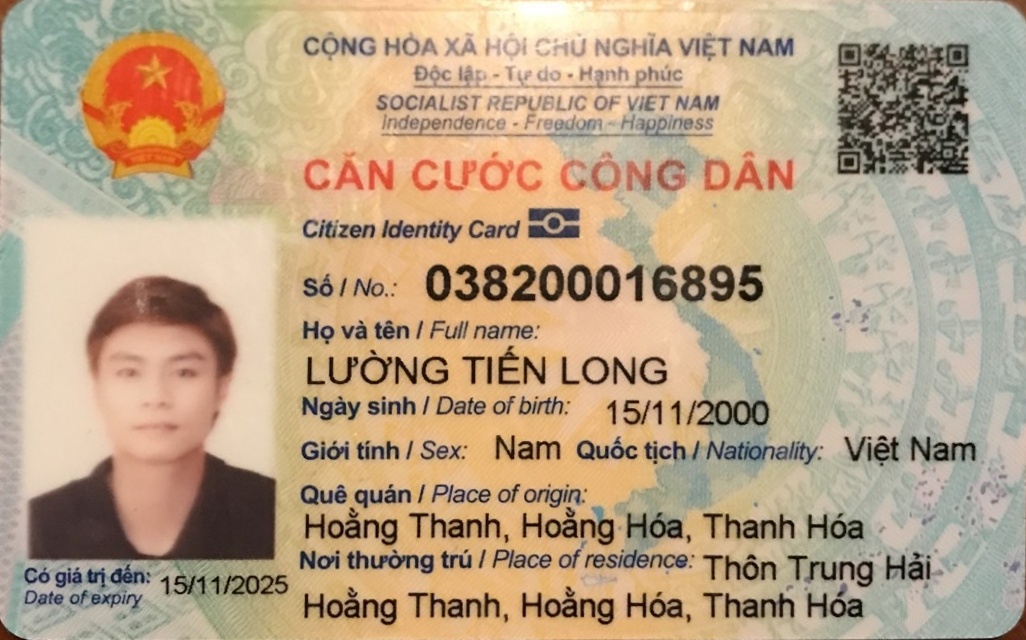 CỘNG HÒA XÃ HỘI CHỦ NGHĨA VIỆT NAM
Độc lập - Tự do - Hạnh phúc
SOCIALIST REPUBLIC OF VIET NAM
Independence - Freedom - Happiness
CĂN CƯỚC CÔNG DÂN
Citizen Identity Card
Số / No.: 038200016895
Họ và tên / Full name:
LƯỜNG TIẾN LONG
Ngày sinh / Date of birth: 15/11/2000
Giới tính / Sex: Nam Quốc tịch / Nationality: Việt Nam
Quê quán / Place of origin:
Hoằng Thanh, Hoằng Hóa, Thanh Hóa
Nơi thường trú / Place of residence: Thôn Trung Hải
Hoằng Thanh, Hoằng Hóa, Thanh Hóa
Có giá trị đến: 15/11/2025
Date of expiry